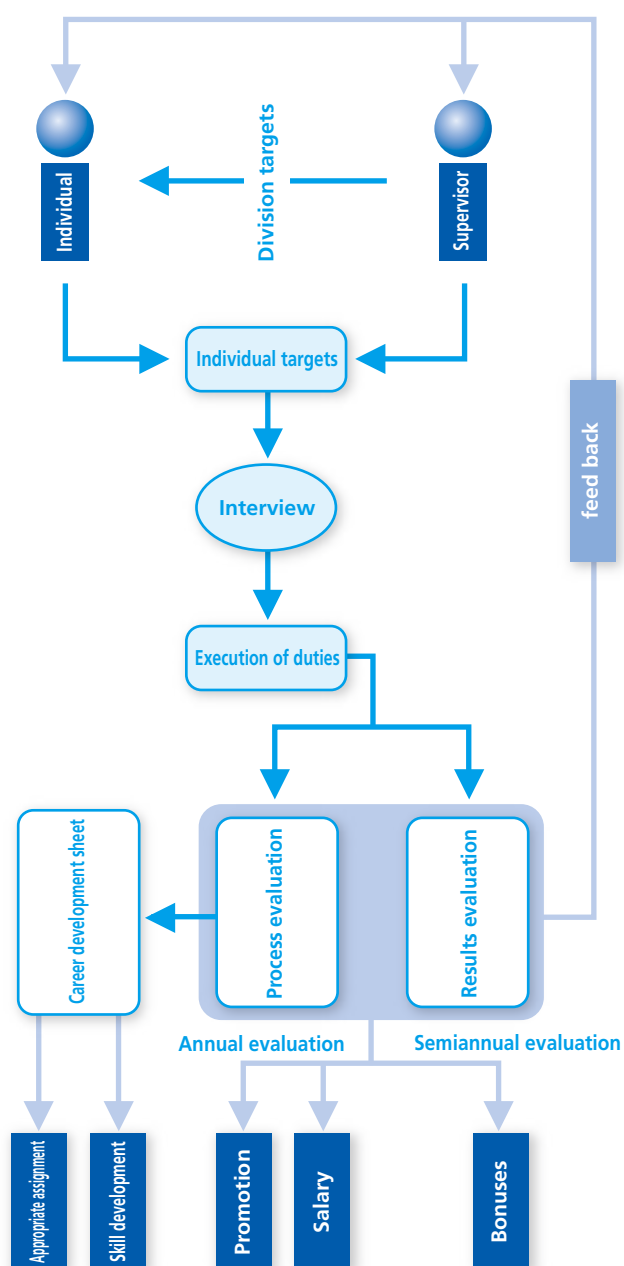 Individual
Division targets
Supervisor
Individual targets
feed back
Interview
Execution of duties
Career development sheet
Process evaluation
Results evaluation
Annual evaluation
Semiannual evaluation
Appropriate assignment
Skill development
Promotion
Salary
Bonuses